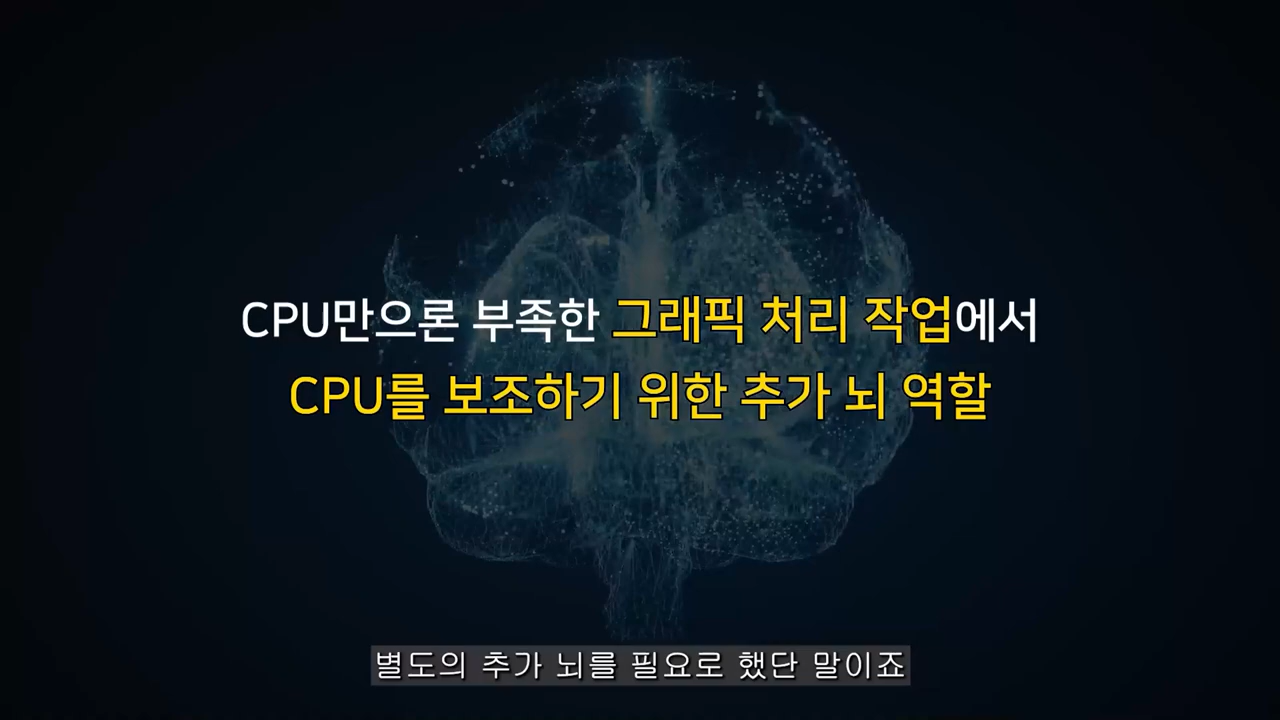 CPU만으론 부족한 그래픽 처리 작업에서
CPU를 보조하기 위한 추가 뇌 역할
별도의 추가 뇌를 필요로 했단 말이죠